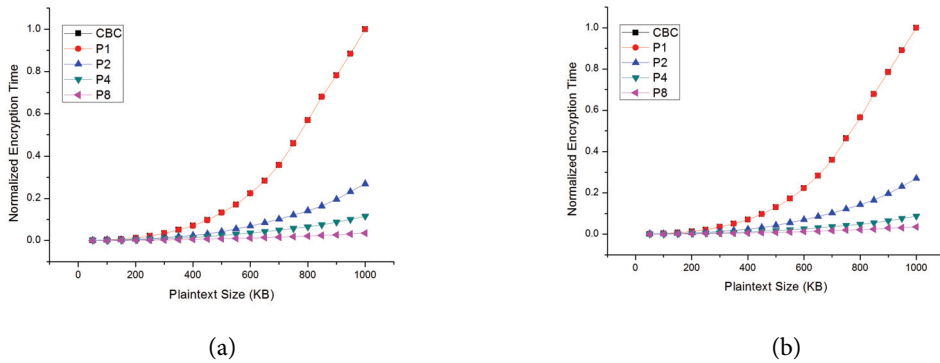 CBC
P1
P2
P4
P8
Normalized Encryption Time
1.0
0.8
0.6
0.4
0.2
0.0
0 200 400 600 800 1000
Plaintext Size (KB)
(a)
CBC
P1
P2
P4
P8
Normalized Encryption Time
1.0
0.8
0.6
0.4
0.2
0.0
0 200 400 600 800 1000
Plaintext Size (KB)
(b)